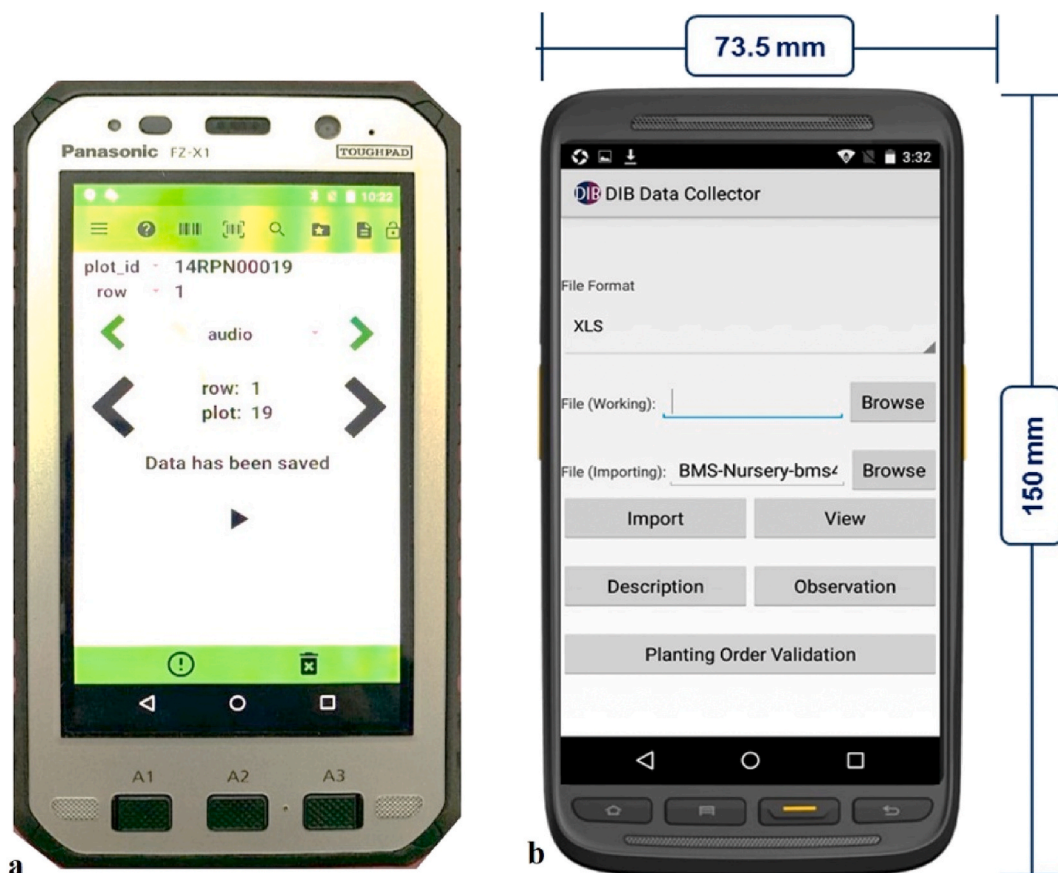 Panasonic FZ-X1 TOUGHPAD
10:22
plot_id 14RPN00019
row 1
audio
row: 1
plot: 19
Data has been saved
A1 A2 A3
a
73.5 mm
150 mm
3:32
DIB DIB Data Collector
File Format
XLS
File (Working): Browse
File (Importing): BMS-Nursery-bms4 Browse
Import View
Description Observation
Planting Order Validation
b